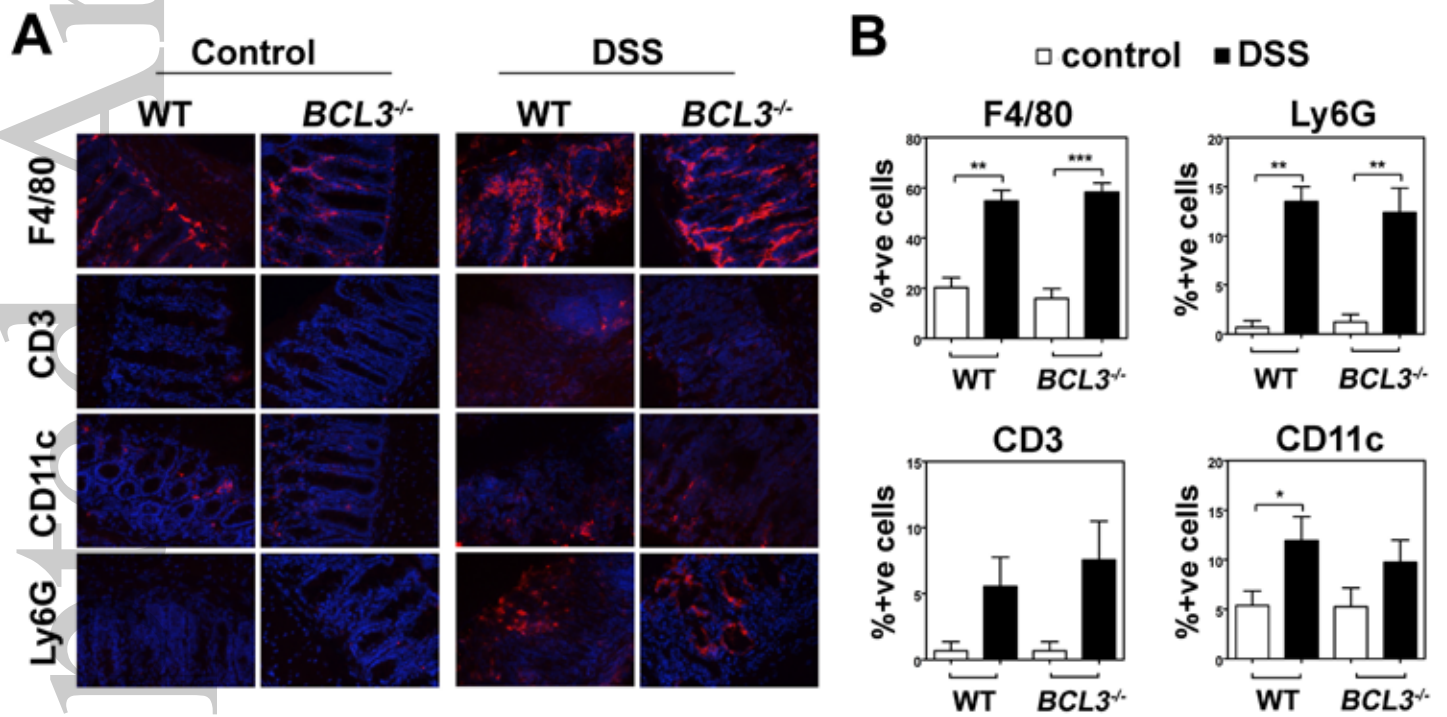 A
Control
DSS
WT
BCL3-/-
WT
BCL3-/-
F4/80
CD3
CD11c
Ly6G
B
control
DSS
F4/80
%+ve cells
80
60
40
20
0
**
***
WT
BCL3-/-
Ly6G
%+ve cells
20
15
10
5
0
**
**
WT
BCL3-/-
CD3
%+ve cells
15
10
5
0
WT
BCL3-/-
CD11c
%+ve cells
20
15
10
5
0
*
WT
BCL3-/-